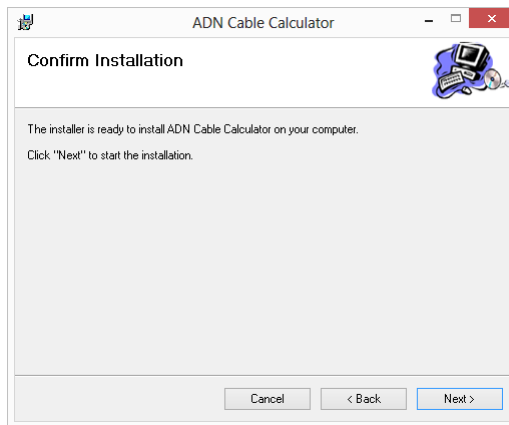 ADN Cable Calculator
Confirm Installation
The installer is ready to install ADN Cable Calculator on your computer.
Click "Next" to start the installation.
Cancel
< Back
Next >